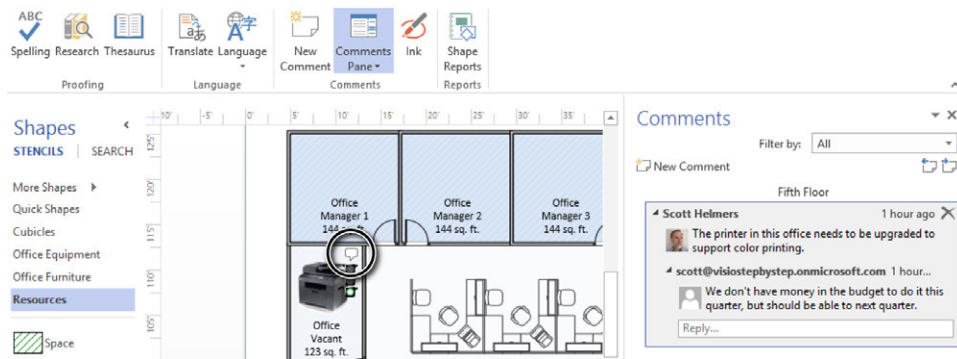 ABC
Spelling Research Thesaurus
Translate Language
New
Comment
Comments
Pane
Ink
Shape
Reports
Proofing
Language
Comments
Reports
Shapes
STENCILS | SEARCH
More Shapes
Quick Shapes
Cubicles
Office Equipment
Office Furniture
Resources
Space
10' -5' 0' 5' 10' 15' 20' 25' 30' 35'
125'
120'
115'
110'
105'
Office
Manager 1
144 sq. ft.
Office
Manager 2
144 sq. ft.
Office
Manager 3
144 sq. ft.
Office
Vacant
123 sq. ft.
Comments
Filter by: All
New Comment
Fifth Floor
Scott Helmers 1 hour ago
The printer in this office needs to be upgraded to
support color printing.
scott@visiostepbystep.onmicrosoft.com 1 hour...
We don't have money in the budget to do it this
quarter, but should be able to next quarter.
Reply...